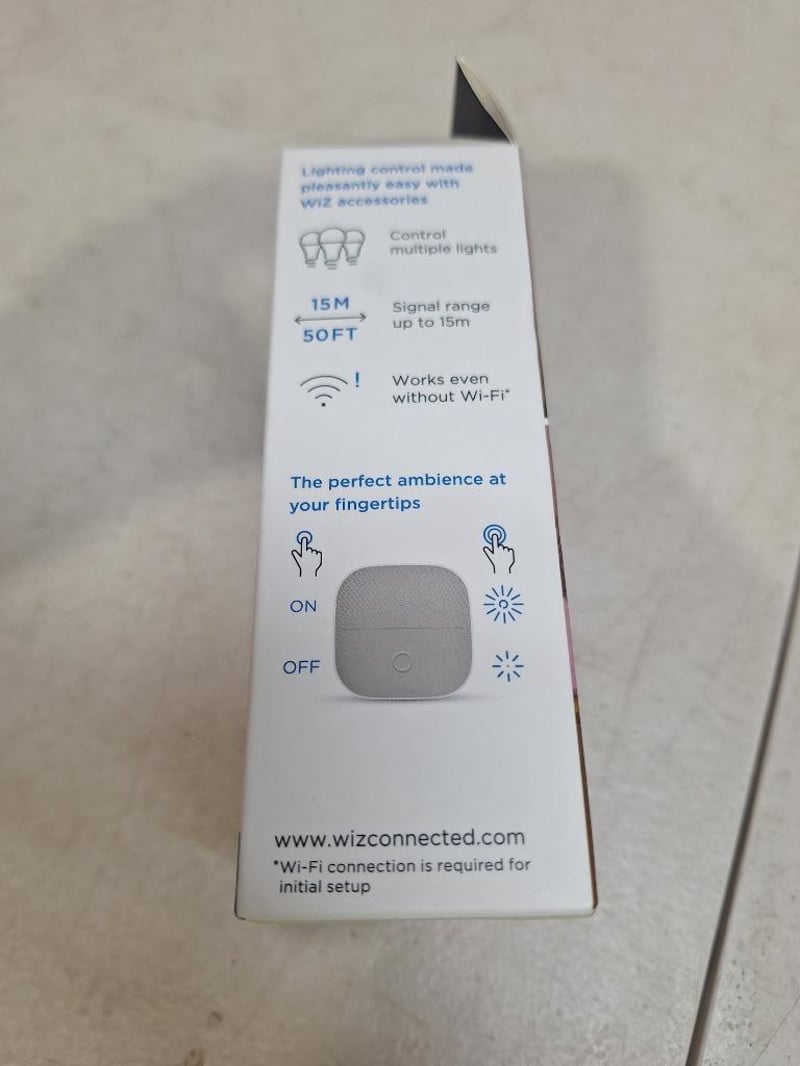 Lighting control made
pleasantly easy with
WiZ accessories
Control
multiple lights
15M
50FT
Signal range
up to 15m
!
Works even
without Wi-Fi*
The perfect ambience at
your fingertips
ON
OFF
www.wizconnected.com
*Wi-Fi connection is required for
initial setup